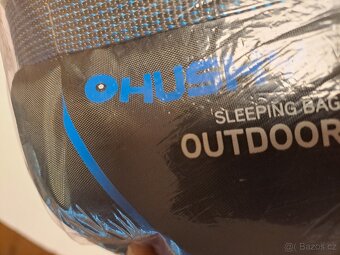 HUSKY
SLEEPING BAG
OUTDOOR
Bazoš.cz